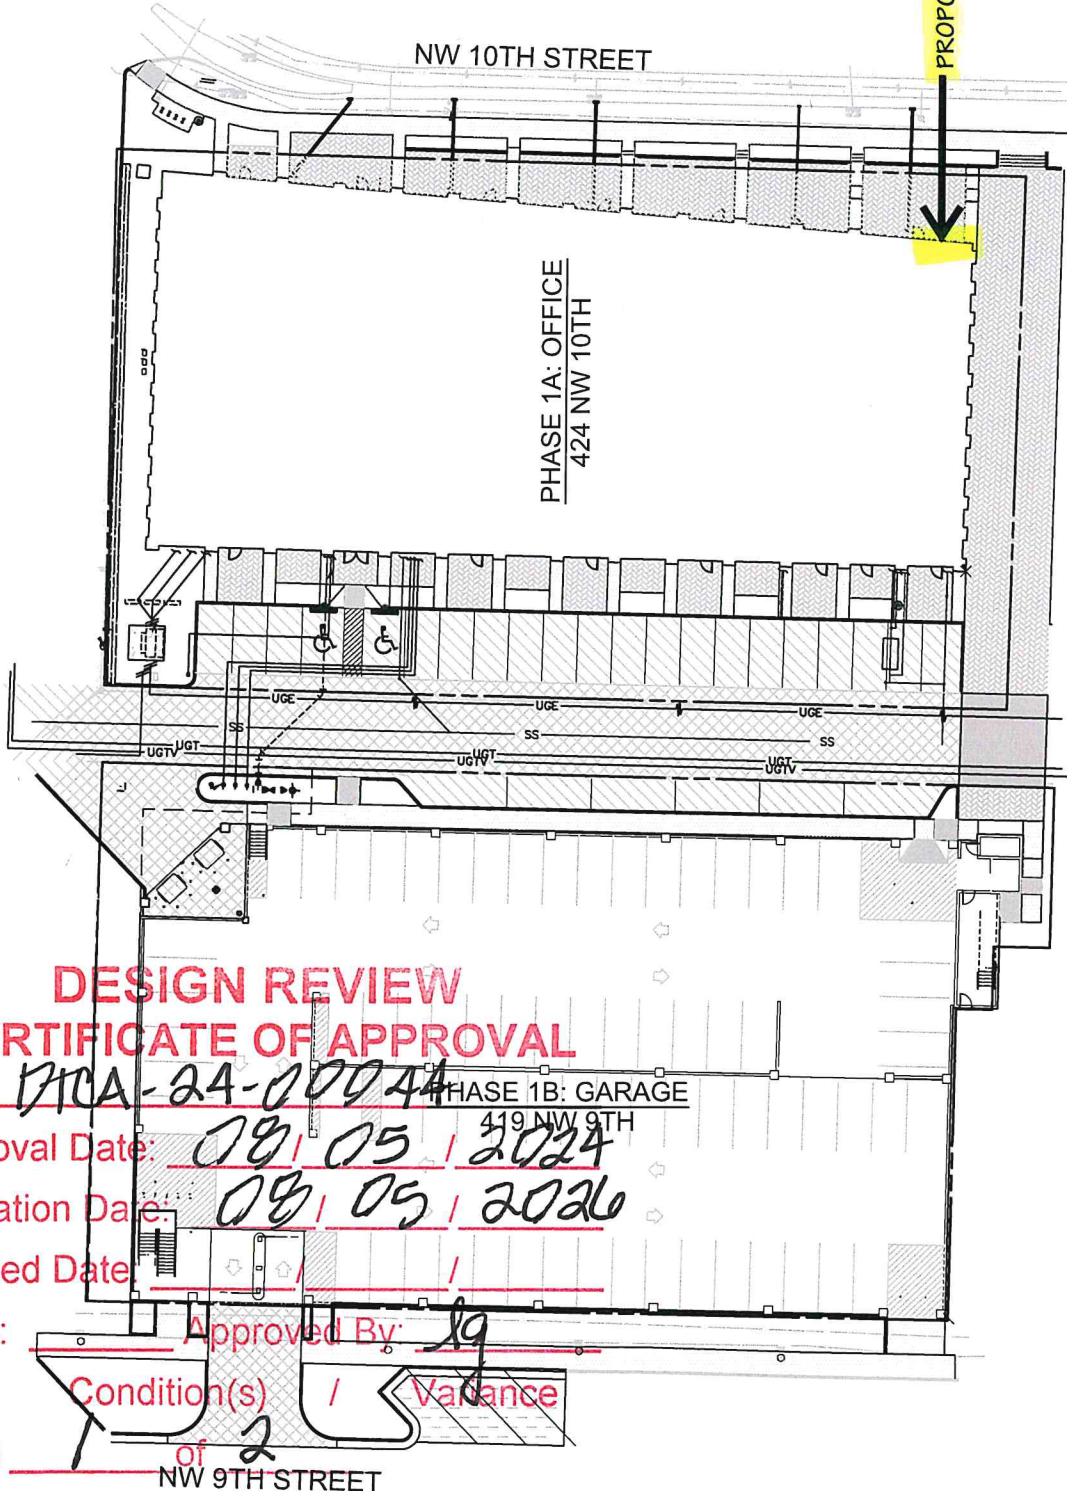 PROPO
NW 10TH STREET
PHASE 1A: OFFICE
424 NW 10TH
UGE
UGE
UGE
SS
SS
SS
UGT
UGTV
UGT
UGTV
UGT
UGTV
DESIGN REVIEW
RTIFICATE OF APPROVAL
-24-00044
PHASE 1B: GARAGE
419 NW 9TH
oval Date: 08 / 05 / 2024
ation Date: 08 / 05 / 2026
ed Date: / /
: Approved By: lg
Condition(s) / Variance
1 of 2
NW 9TH STREET